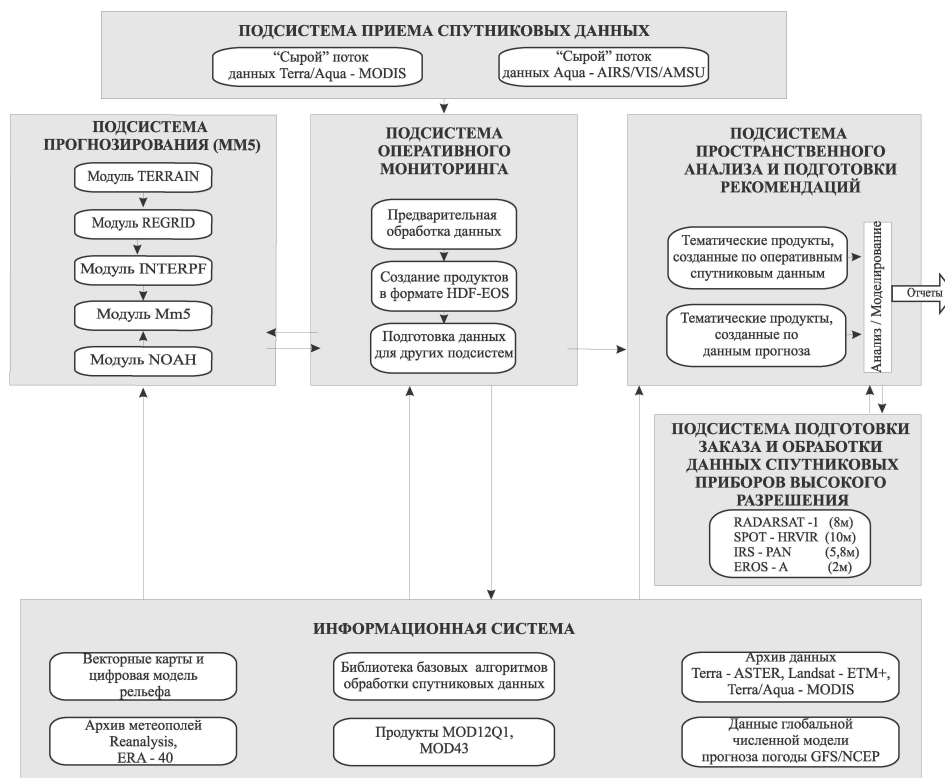 ПОДСИСТЕМА ПРИЕМА СПУТНИКОВЫХ ДАННЫХ
“Сырой” поток
данных Terra/Aqua - MODIS
“Сырой” поток
данных Aqua - AIRS/VIS/AMSU
ПОДСИСТЕМА
ПРОГНОЗИРОВАНИЯ (MM5)
Модуль TERRAIN
Модуль REGRID
Модуль INTERPF
Модуль Mm5
Модуль NOAH
ПОДСИСТЕМА
ОПЕРАТИВНОГО
МОНИТОРИНГА
Предварительная
обработка данных
Создание продуктов
в формате HDF-EOS
Подготовка данных
для других подсистем
ПОДСИСТЕМА
ПРОСТРАНСТВЕННОГО
АНАЛИЗА И ПОДГОТОВКИ
РЕКОМЕНДАЦИЙ
Тематические продукты,
созданные по оперативным
спутниковым данным
Тематические продукты,
созданные по
данным прогноза
Анализ / Моделирование
Отчеты
ПОДСИСТЕМА ПОДГОТОВКИ
ЗАКАЗА И ОБРАБОТКИ
ДАННЫХ СПУТНИКОВЫХ
ПРИБОРОВ ВЫСОКОГО
РАЗРЕШЕНИЯ
RADARSAT -1 (8м)
SPOT - HRVIR (10м)
IRS - PAN (5,8м)
EROS - A (2м)
ИНФОРМАЦИОННАЯ СИСТЕМА
Векторные карты и
цифровая модель
рельефа
Библиотека базовых алгоритмов
обработки спутниковых данных
Архив данных
Terra - ASTER, Landsat - ETM+,
Terra/Aqua - MODIS
Архив метеополей
Reanalysis,
ERA - 40
Продукты MOD12Q1,
MOD43
Данные глобальной
численной модели
прогноза погоды GFS/NCEP